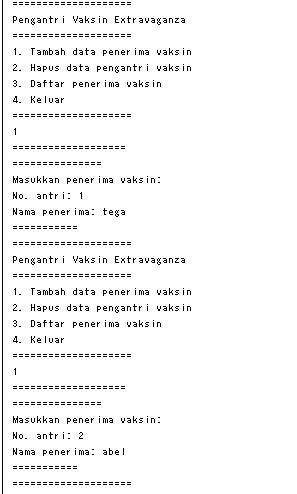 ====================
Pengantri Vaksin Extravaganza
====================
1. Tambah data penerima vaksin
2. Hapus data pengantri vaksin
3. Daftar penerima vaksin
4. Keluar
====================
1
===================
===============
Masukkan penerima vaksin:
No. antri: 1
Nama penerima: tega
===========
====================
Pengantri Vaksin Extravaganza
====================
1. Tambah data penerima vaksin
2. Hapus data pengantri vaksin
3. Daftar penerima vaksin
4. Keluar
====================
1
===================
===============
Masukkan penerima vaksin:
No. antri: 2
Nama penerima: abel
===========
====================